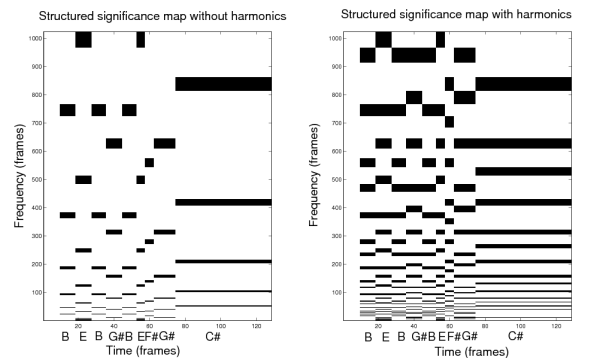 Structured significance map without harmonics
1000
900
800
700
600
500
400
300
200
100
Frequency (frames)
20 40 60 80 100 120
B E B G# B E F# G# C#
Time (frames)
Structured significance map with harmonics
1000
900
800
700
600
500
400
300
200
100
Frequency (frames)
20 40 60 80 100 120
B E B G# B E F# G# C#
Time (frames)